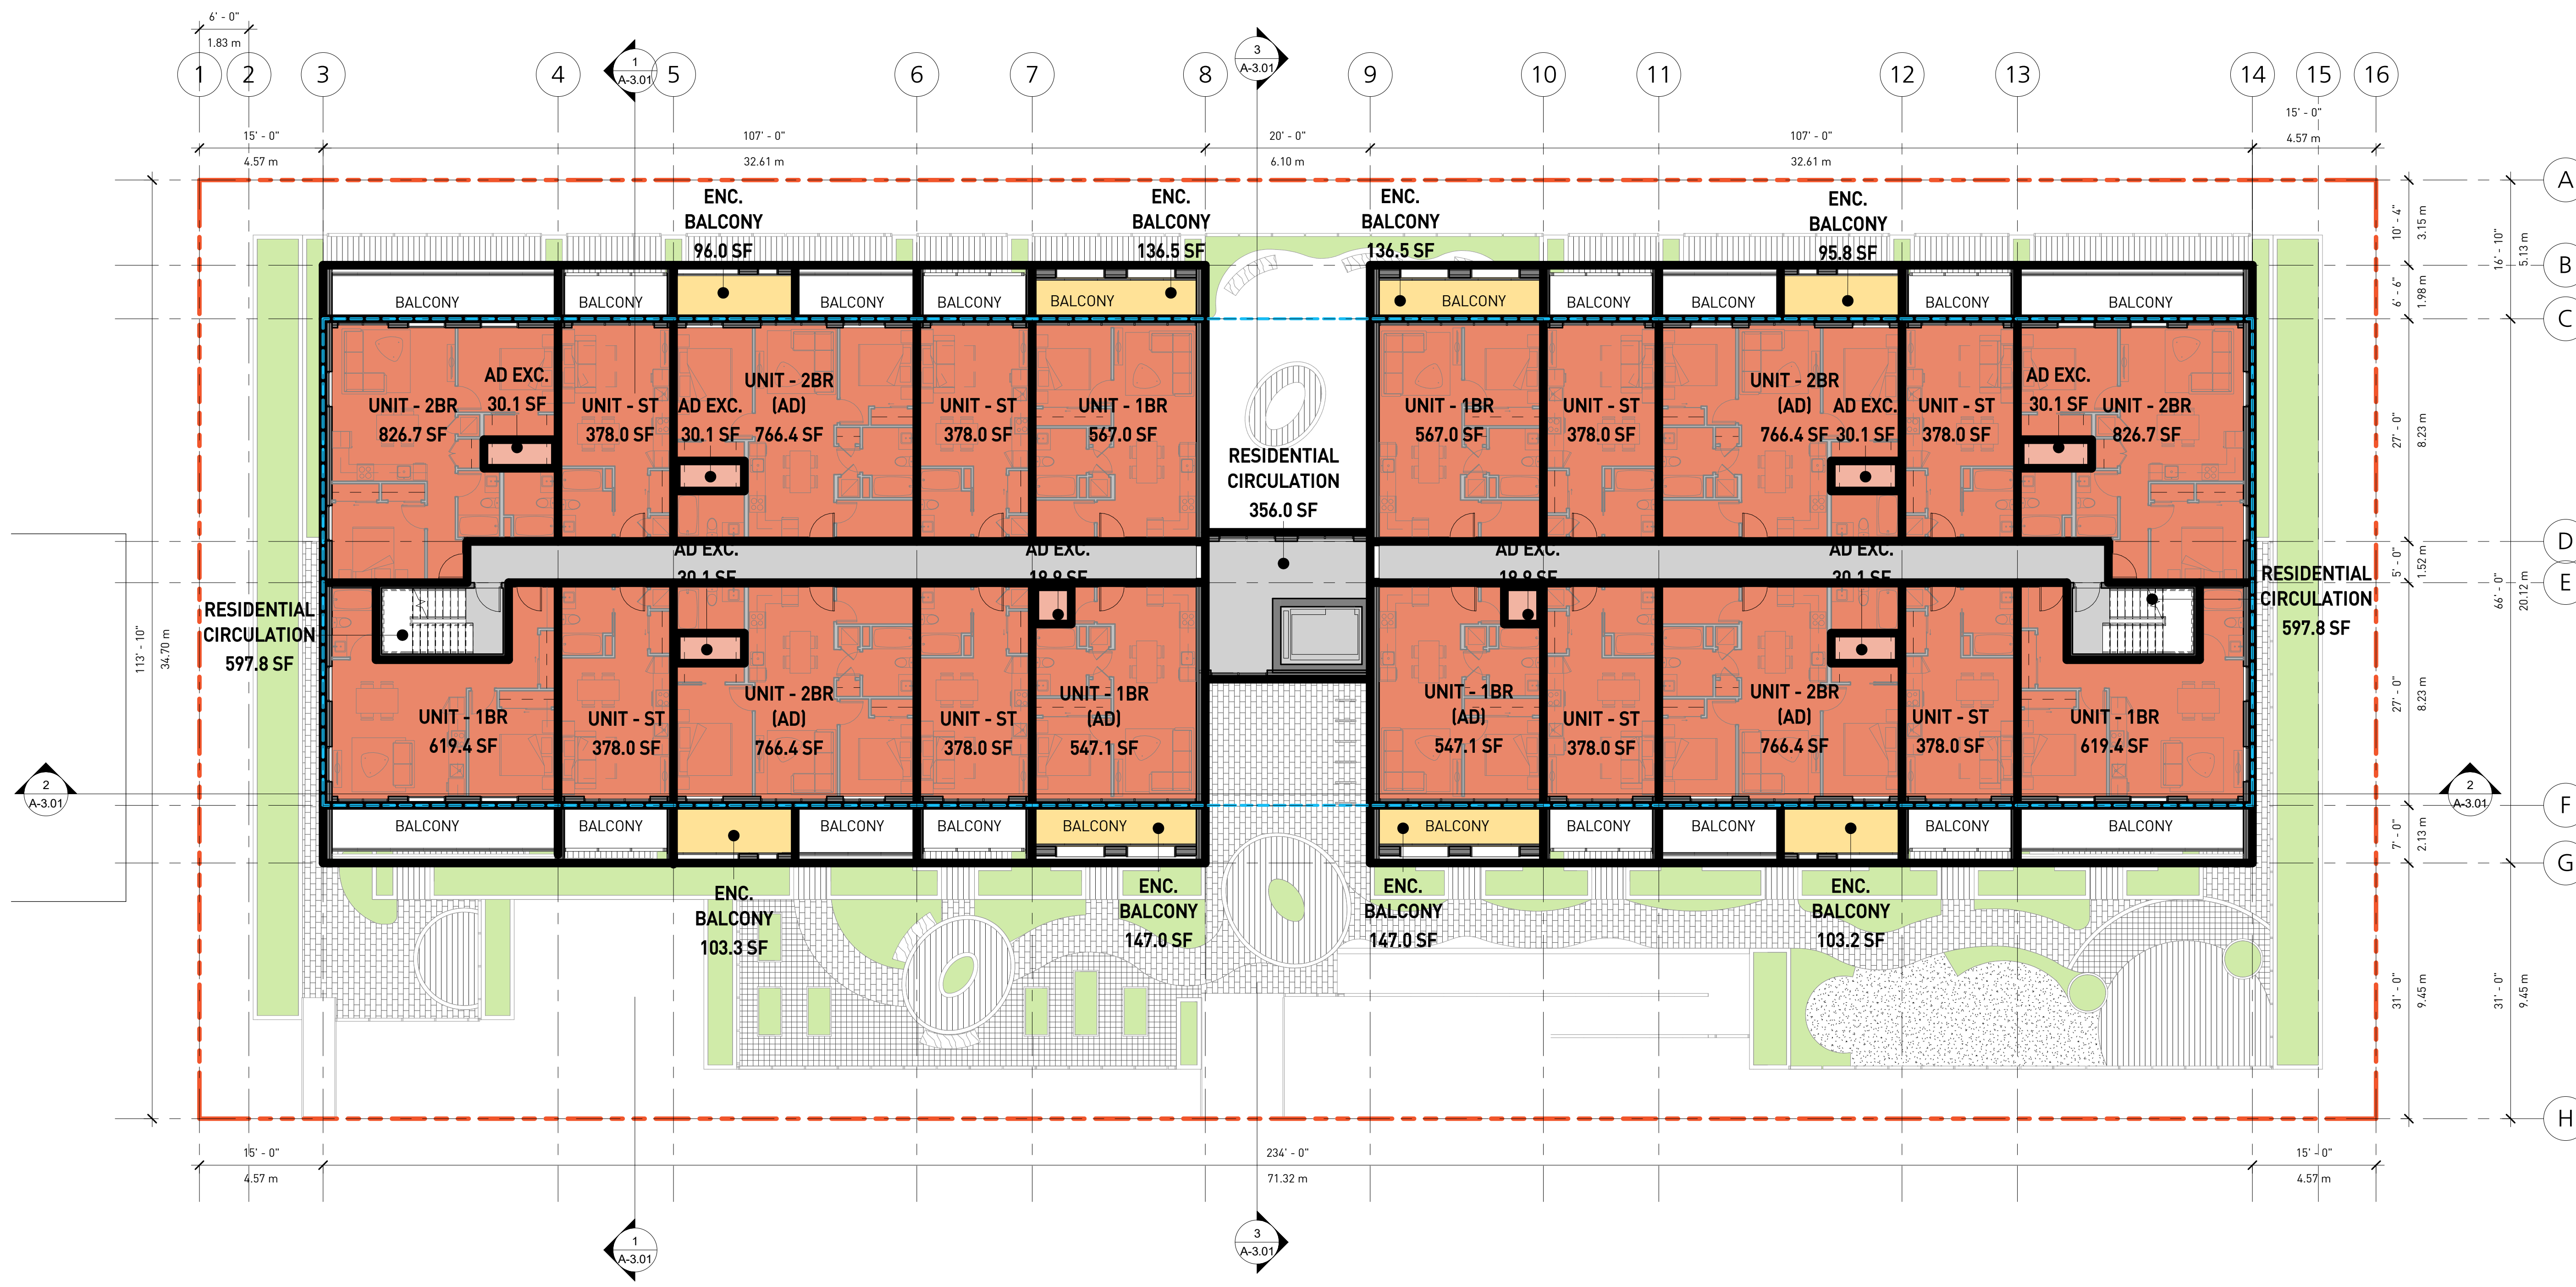 6' - 0"
1.83 m
1
2
3
4
1
A-3.01
5
6
7
8
3
A-3.01
9
10
11
12
13
14
15
16
15' - 0"
4.57 m
107' - 0"
32.61 m
20' - 0"
6.10 m
107' - 0"
32.61 m
15' - 0"
4.57 m
A
B
C
D
E
F
G
H
10' - 4"
3.15 m
6' - 6"
1.98 m
16' - 10"
5.13 m
27' - 0"
8.23 m
5' - 0"
1.52 m
66' - 0"
20.12 m
27' - 0"
8.23 m
7' - 0"
2.13 m
31' - 0"
9.45 m
31' - 0"
9.45 m
113' - 10"
34.70 m
ENC.
BALCONY
96.0 SF
ENC.
BALCONY
136.5 SF
ENC.
BALCONY
136.5 SF
ENC.
BALCONY
95.8 SF
BALCONY
BALCONY
BALCONY
BALCONY
BALCONY
BALCONY
BALCONY
BALCONY
BALCONY
BALCONY
UNIT - 2BR
826.7 SF
AD EXC.
30.1 SF
UNIT - ST
378.0 SF
AD EXC.
30.1 SF
UNIT - 2BR
(AD)
766.4 SF
UNIT - ST
378.0 SF
UNIT - 1BR
567.0 SF
RESIDENTIAL
CIRCULATION
356.0 SF
UNIT - 1BR
567.0 SF
UNIT - ST
378.0 SF
UNIT - 2BR
(AD)
766.4 SF
AD EXC.
30.1 SF
UNIT - ST
378.0 SF
AD EXC.
30.1 SF
UNIT - 2BR
826.7 SF
AD EXC.
30.1 SF
AD EXC.
19.9 SF
AD EXC.
19.9 SF
AD EXC.
30.1 SF
RESIDENTIAL
CIRCULATION
597.8 SF
RESIDENTIAL
CIRCULATION
597.8 SF
UNIT - 1BR
619.4 SF
UNIT - ST
378.0 SF
UNIT - 2BR
(AD)
766.4 SF
UNIT - ST
378.0 SF
UNIT - 1BR
(AD)
547.1 SF
UNIT - 1BR
(AD)
547.1 SF
UNIT - ST
378.0 SF
UNIT - 2BR
(AD)
766.4 SF
UNIT - ST
378.0 SF
UNIT - 1BR
619.4 SF
2
A-3.01
2
A-3.01
BALCONY
BALCONY
BALCONY
BALCONY
BALCONY
BALCONY
BALCONY
BALCONY
BALCONY
BALCONY
ENC.
BALCONY
103.3 SF
ENC.
BALCONY
147.0 SF
ENC.
BALCONY
147.0 SF
ENC.
BALCONY
103.2 SF
15' - 0"
4.57 m
234' - 0"
71.32 m
15' - 0"
4.57 m
1
A-3.01
3
A-3.01